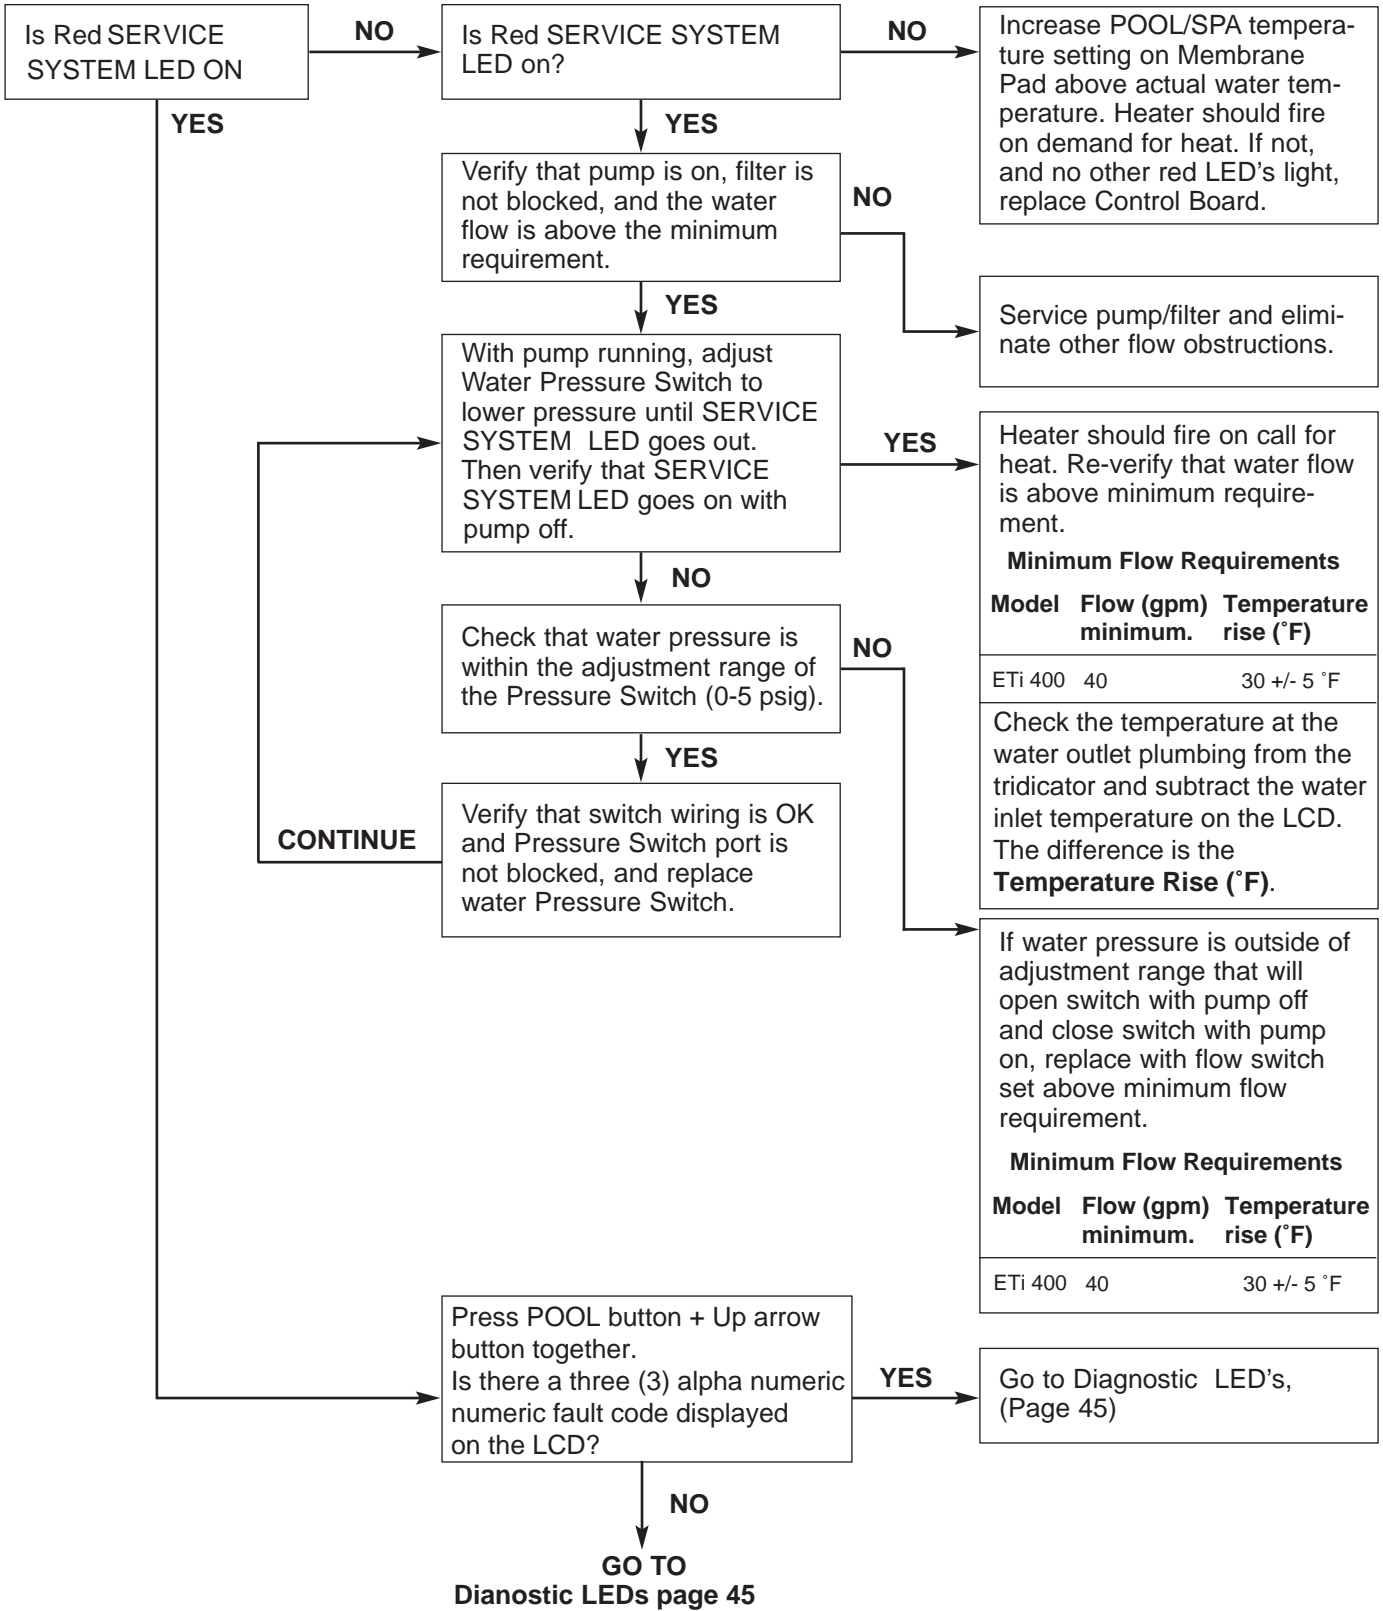 Is Red SERVICE
SYSTEM LED ON
NO
Is Red SERVICE SYSTEM
LED on?
NO
Increase POOL/SPA tempera-
ture setting on Membrane
Pad above actual water tem-
perature. Heater should fire
on demand for heat. If not,
and no other red LED's light,
replace Control Board.
YES
YES
Verify that pump is on, filter is
not blocked, and the water
flow is above the minimum
requirement.
NO
Service pump/filter and elimi-
nate other flow obstructions.
YES
With pump running, adjust
Water Pressure Switch to
lower pressure until SERVICE
SYSTEM LED goes out.
Then verify that SERVICE
SYSTEM LED goes on with
pump off.
YES
Heater should fire on call for
heat. Re-verify that water flow
is above minimum require-
ment.
Minimum Flow Requirements
Model Flow (gpm) Temperature
minimum. rise (˚F)
ETi 400 40 30 +/- 5 ˚F
Check the temperature at the
water outlet plumbing from the
tridicator and subtract the water
inlet temperature on the LCD.
The difference is the
Temperature Rise (˚F).
NO
Check that water pressure is
within the adjustment range of
the Pressure Switch (0-5 psig).
NO
YES
Verify that switch wiring is OK
and Pressure Switch port is
not blocked, and replace
water Pressure Switch.
CONTINUE
If water pressure is outside of
adjustment range that will
open switch with pump off
and close switch with pump
on, replace with flow switch
set above minimum flow
requirement.
Minimum Flow Requirements
Model Flow (gpm) Temperature
minimum. rise (˚F)
ETi 400 40 30 +/- 5 ˚F
Press POOL button + Up arrow
button together.
Is there a three (3) alpha numeric
numeric fault code displayed
on the LCD?
YES
Go to Diagnostic LED's,
(Page 45)
NO
GO TO
Dianostic LEDs page 45